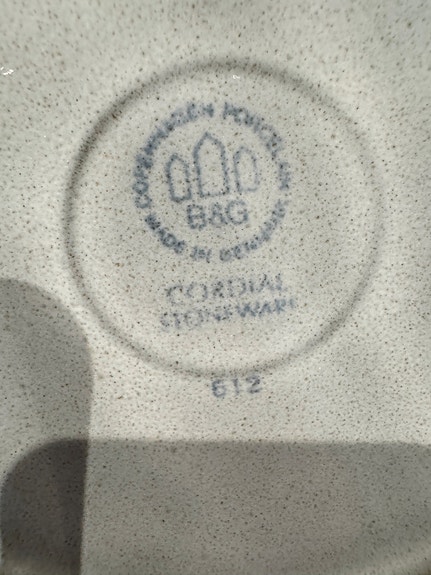 COPENHAGEN PORCELAIN
B&G
MADE IN DENMARK
CORDIAL
STONEWARE
612